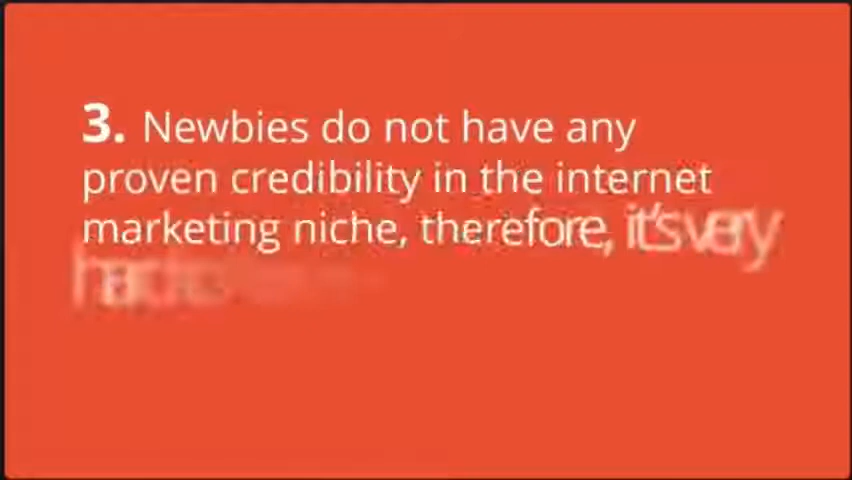 3. Newbies do not have any
proven credibility in the internet
marketing niche, therefore, it's very